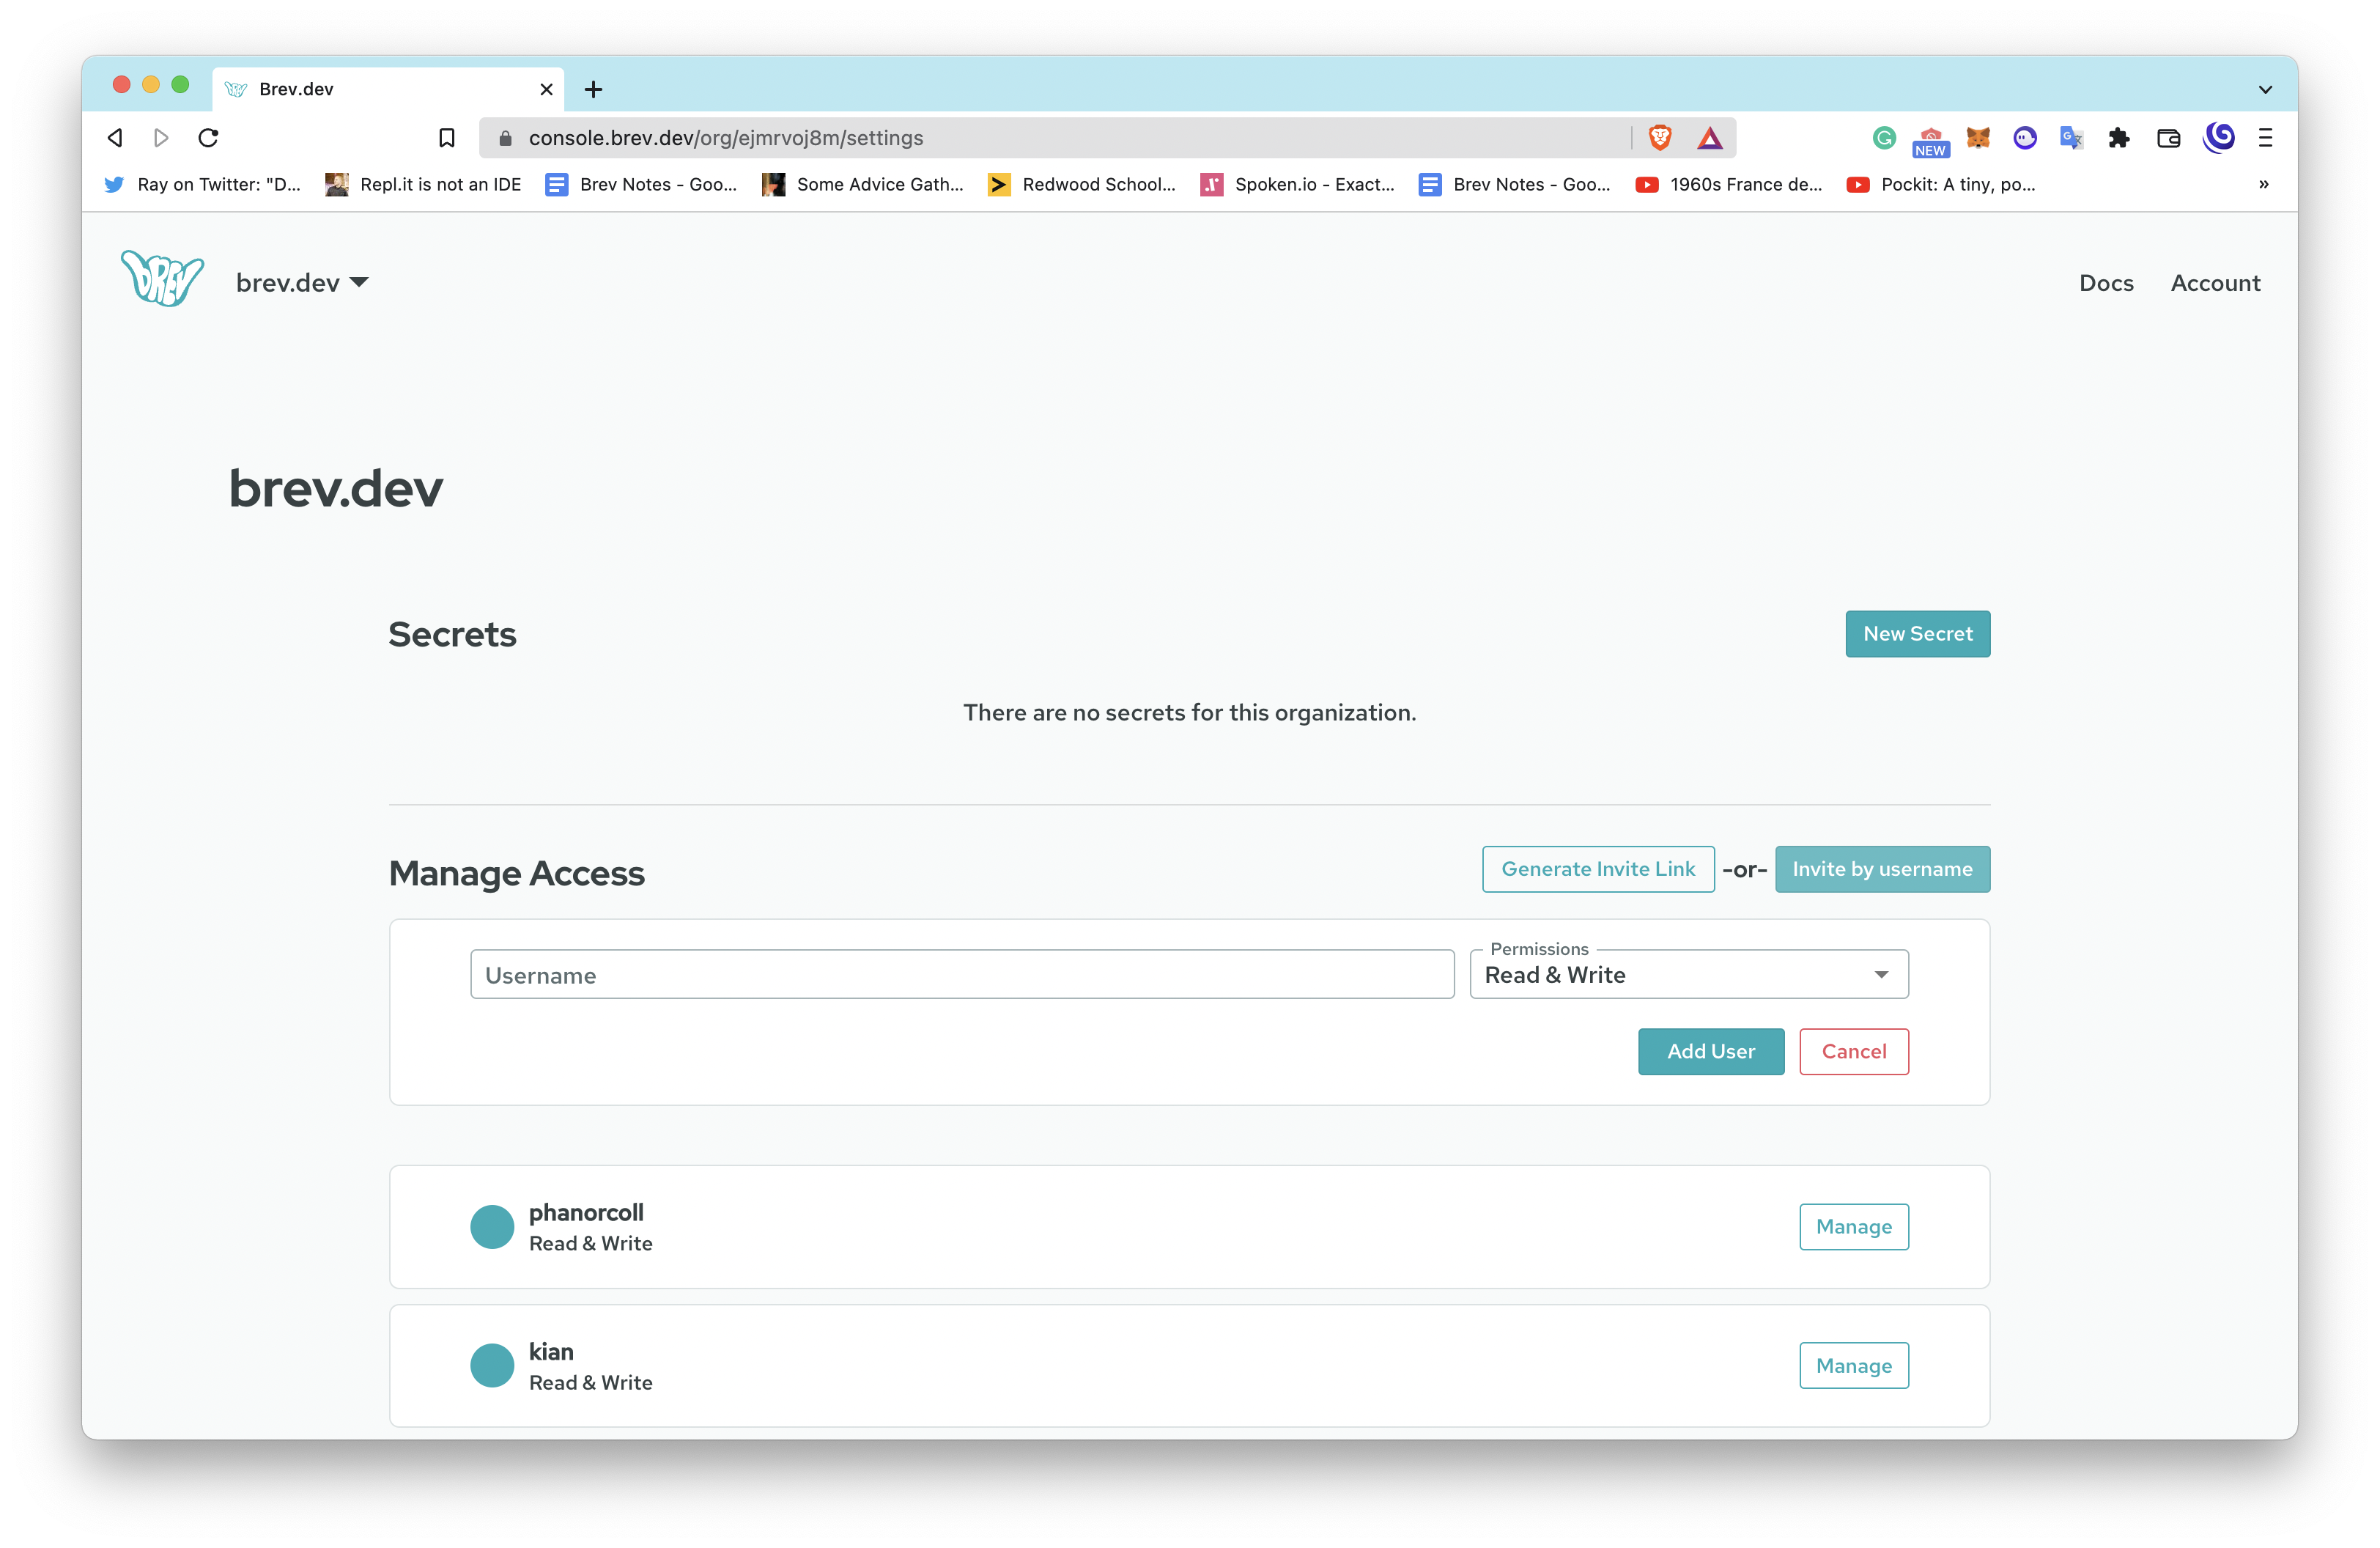 Brev.dev
console.brev.dev/org/ejmrvoj8m/settings
NEW
Ray on Twitter: "D... Repl.it is not an IDE Brev Notes - Goo... Some Advice Gath... Redwood School... Spoken.io - Exact... Brev Notes - Goo... 1960s France de... Pockit: A tiny, po... »
BREV brev.dev Docs Account
brev.dev
Secrets New Secret
There are no secrets for this organization.
Manage Access Generate Invite Link -or- Invite by username
Permissions
Username Read & Write
Add User Cancel
phanorcoll
Read & Write
Manage
kian
Read & Write
Manage